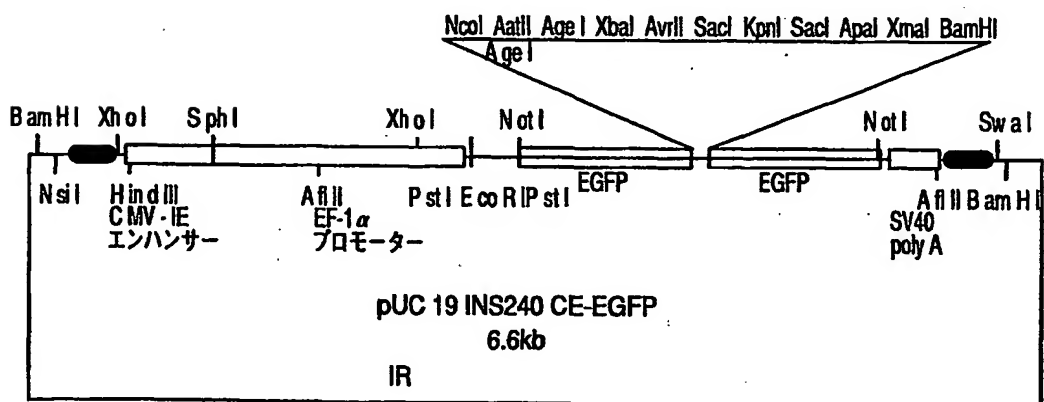 NcoI AatII Age I XbaI AvrII SacI KpnI SacI ApaI XmaI BamHI
Age I
BamHI XhoI SphI XhoI NotI NotI SwaI
EGFP EGFP
NsiI HindIII AflII PstI EcoRI PstI AflII BamHI
CMV-IE EF-1α SV40
エンハンサー プロモーター poly A
pUC 19 INS240 CE-EGFP
6.6kb
IR